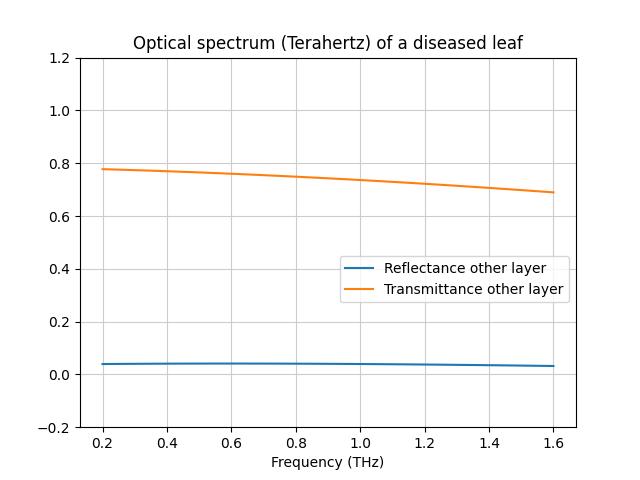 Optical spectrum (Terahertz) of a diseased leaf
1.2
1.0
0.8
0.6
0.4
0.2
0.0
−0.2
Reflectance other layer
Transmittance other layer
0.2 0.4 0.6 0.8 1.0 1.2 1.4 1.6
Frequency (THz)